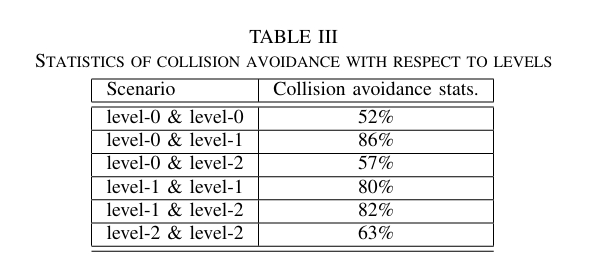 TABLE III
STATISTICS OF COLLISION AVOIDANCE WITH RESPECT TO LEVELS
Scenario Collision avoidance stats.
level-0 & level-0 52%
level-0 & level-1 86%
level-0 & level-2 57%
level-1 & level-1 80%
level-1 & level-2 82%
level-2 & level-2 63%